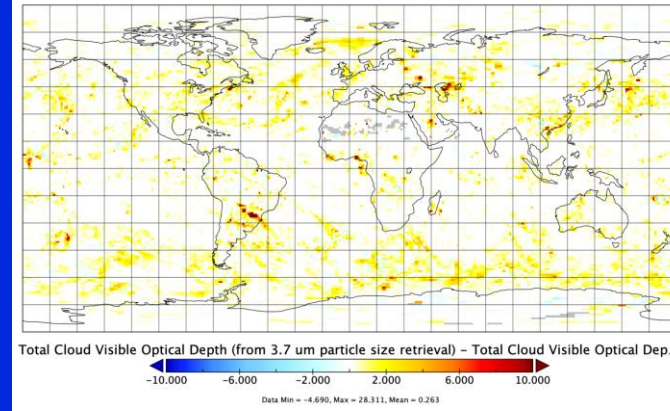 Total Cloud Visible Optical Depth (from 3.7 um particle size retrieval) − Total Cloud Visible Optical Dep.
−10.000 −6.000 −2.000 2.000 6.000 10.000
Data Min = −4.690, Max = 28.311, Mean = 0.263